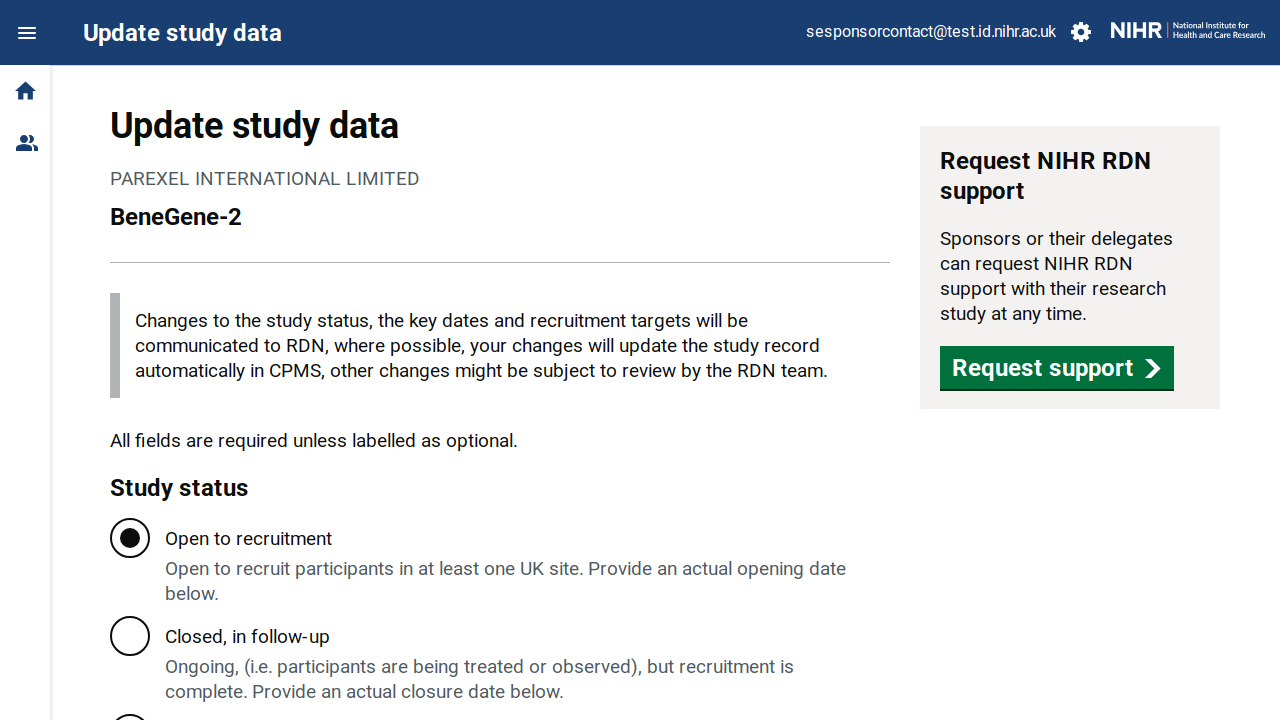 Update study data
sesponsorcontact@test.id.nihr.ac.uk
NIHR
National Institute for
Health and Care Research
Update study data
PAREXEL INTERNATIONAL LIMITED
BeneGene-2
Changes to the study status, the key dates and recruitment targets will be
communicated to RDN, where possible, your changes will update the study record
automatically in CPMS, other changes might be subject to review by the RDN team.
All fields are required unless labelled as optional.
Study status
Open to recruitment
Open to recruit participants in at least one UK site. Provide an actual opening date
below.
Closed, in follow-up
Ongoing, (i.e. participants are being treated or observed), but recruitment is
complete. Provide an actual closure date below.
Request NIHR RDN
support
Sponsors or their delegates
can request NIHR RDN
support with their research
study at any time.
Request support